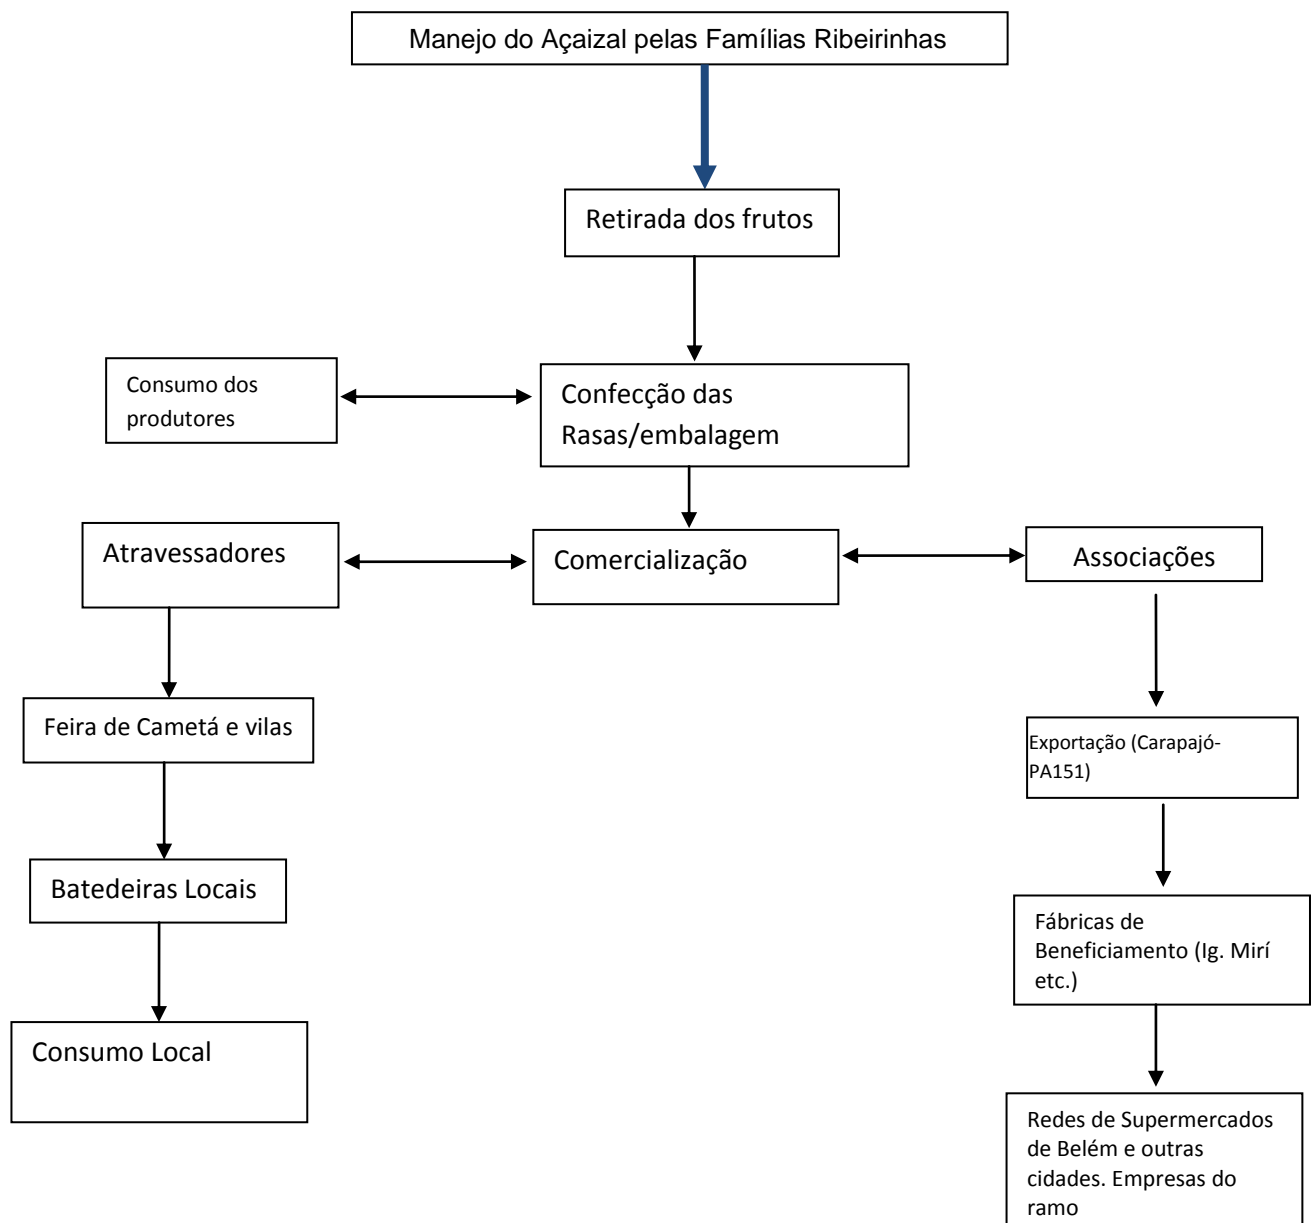 Manejo do Açaizal pelas Famílias Ribeirinhas
Retirada dos frutos
Consumo dos
produtores
Confecção das
Rasas/embalagem
Atravessadores
Comercialização
Associações
Feira de Cametá e vilas
Exportação (Carapajó-
PA151)
Batedeiras Locais
Fábricas de
Beneficiamento (Ig. Mirí
etc.)
Consumo Local
Redes de Supermercados
de Belém e outras
cidades. Empresas do
ramo